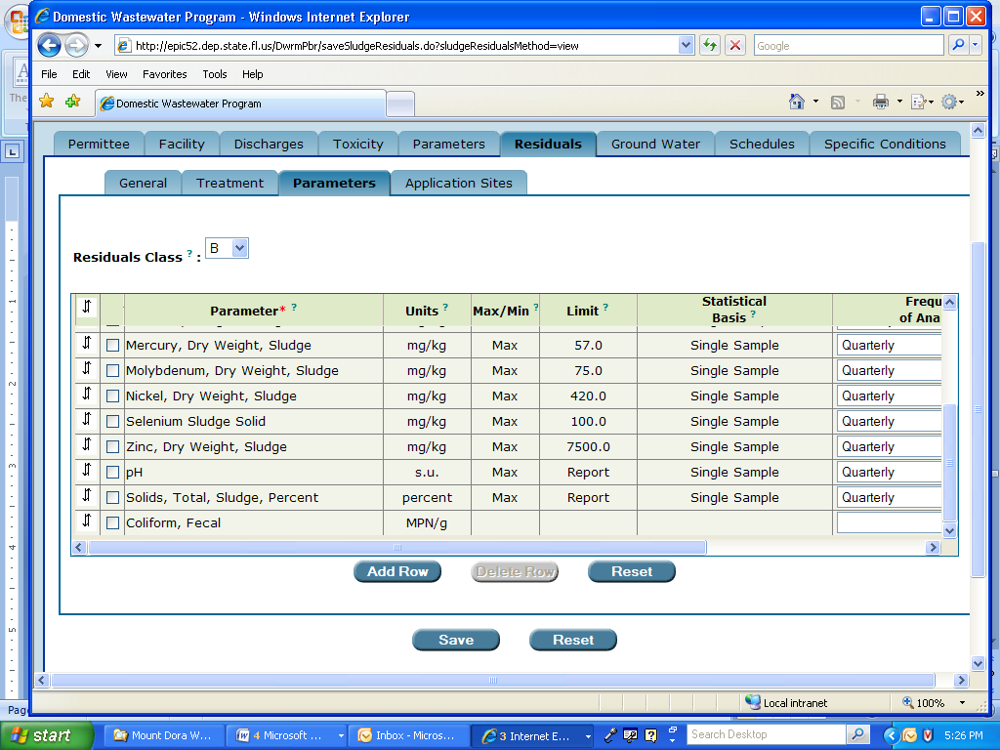 Domestic Wastewater Program - Windows Internet Explorer
http://epic52.dep.state.fl.us/DwrmPbr/saveSludgeResiduals.do?sludgeResidualsMethod=view
Google
File Edit View Favorites Tools Help
The
Domestic Wastewater Program
Permittee Facility Discharges Toxicity Parameters Residuals Ground Water Schedules Specific Conditions
General Treatment Parameters Application Sites
Residuals Class ? : B
Parameter* ? Units ? Max/Min ? Limit ? Statistical Basis ? Frequ of Ana
Mercury, Dry Weight, Sludge mg/kg Max 57.0 Single Sample Quarterly
Molybdenum, Dry Weight, Sludge mg/kg Max 75.0 Single Sample Quarterly
Nickel, Dry Weight, Sludge mg/kg Max 420.0 Single Sample Quarterly
Selenium Sludge Solid mg/kg Max 100.0 Single Sample Quarterly
Zinc, Dry Weight, Sludge mg/kg Max 7500.0 Single Sample Quarterly
pH s.u. Max Report Single Sample Quarterly
Solids, Total, Sludge, Percent percent Max Report Single Sample Quarterly
Coliform, Fecal MPN/g
Add Row Delete Row Reset
Save Reset
Local intranet 100%
Pag
start Mount Dora W... 4 Microsoft ... Inbox - Micros... 3 Internet E... Search Desktop 5:26 PM